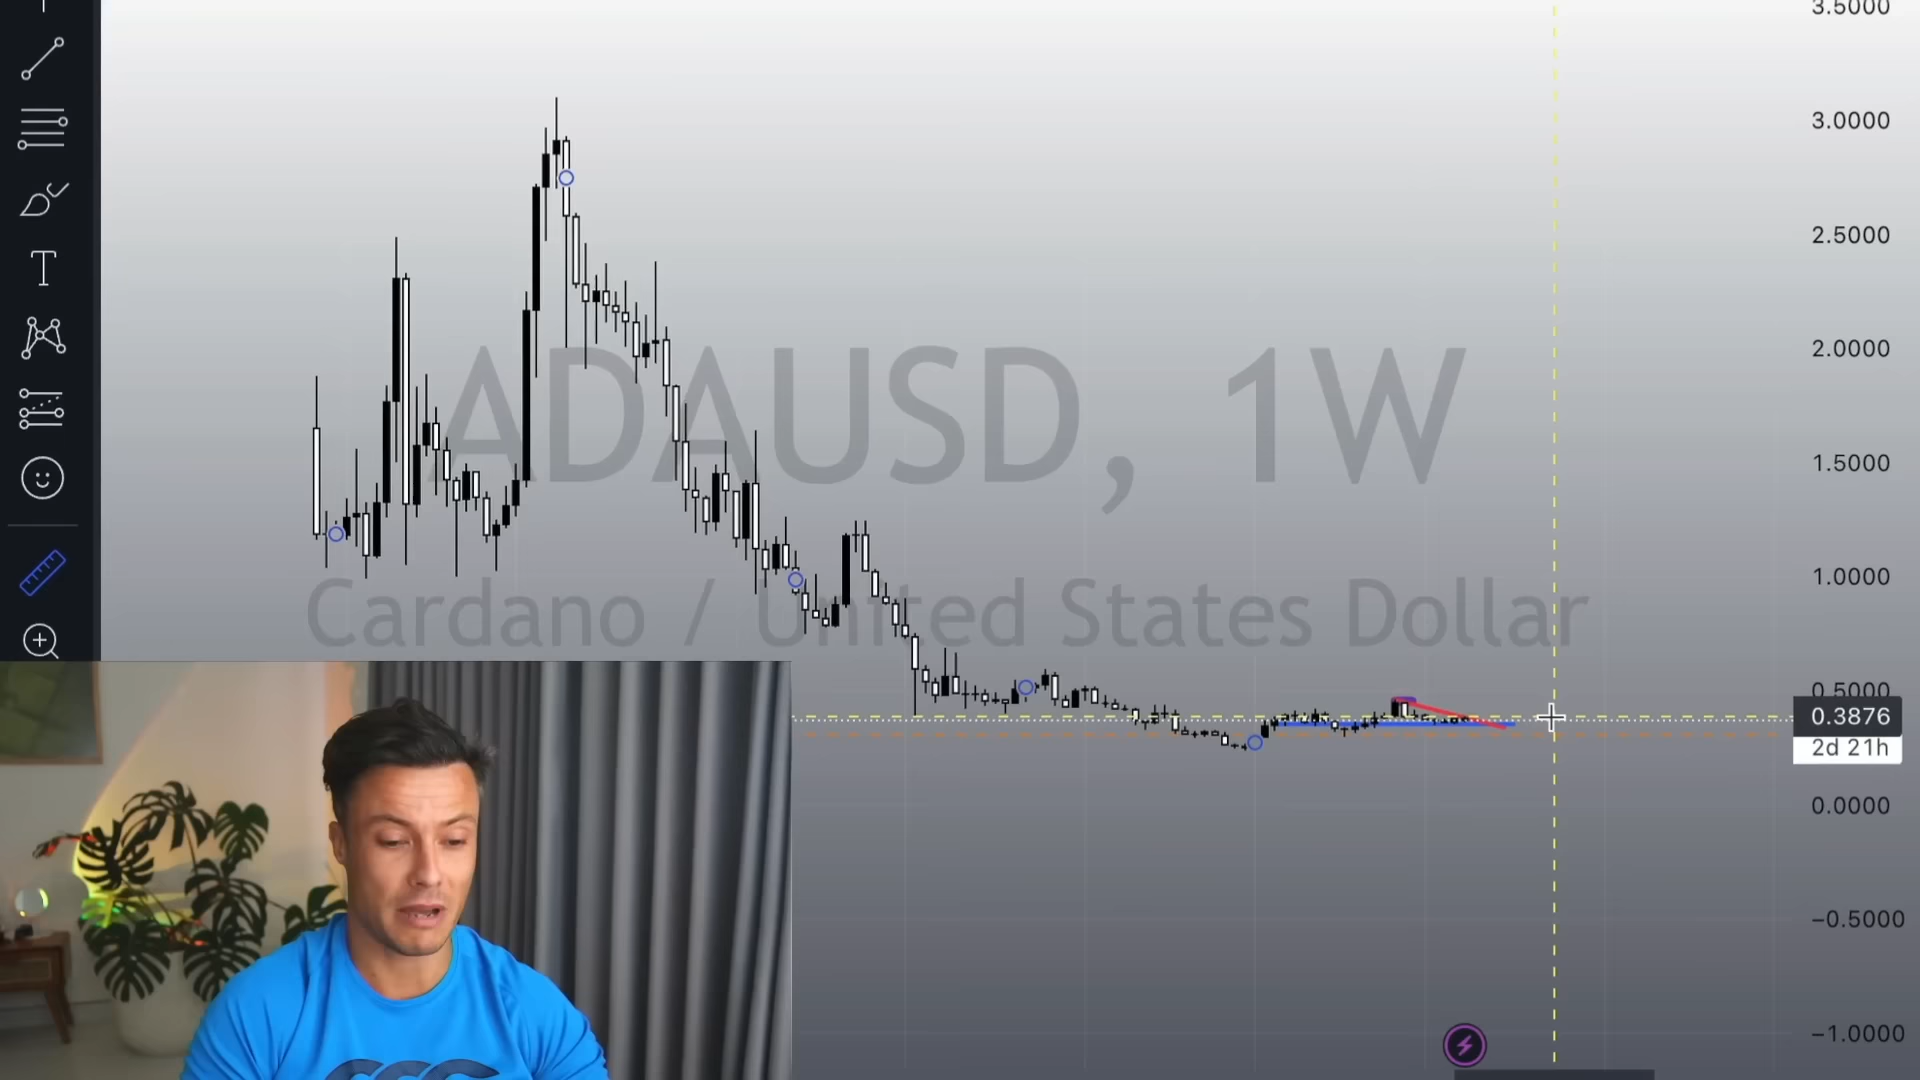 3.5000
3.0000
2.5000
2.0000
ADAUSD, 1W
1.5000
1.0000
Cardano / United States Dollar
0.5000
0.3876
2d 21h
0.0000
−0.5000
−1.0000
CCC